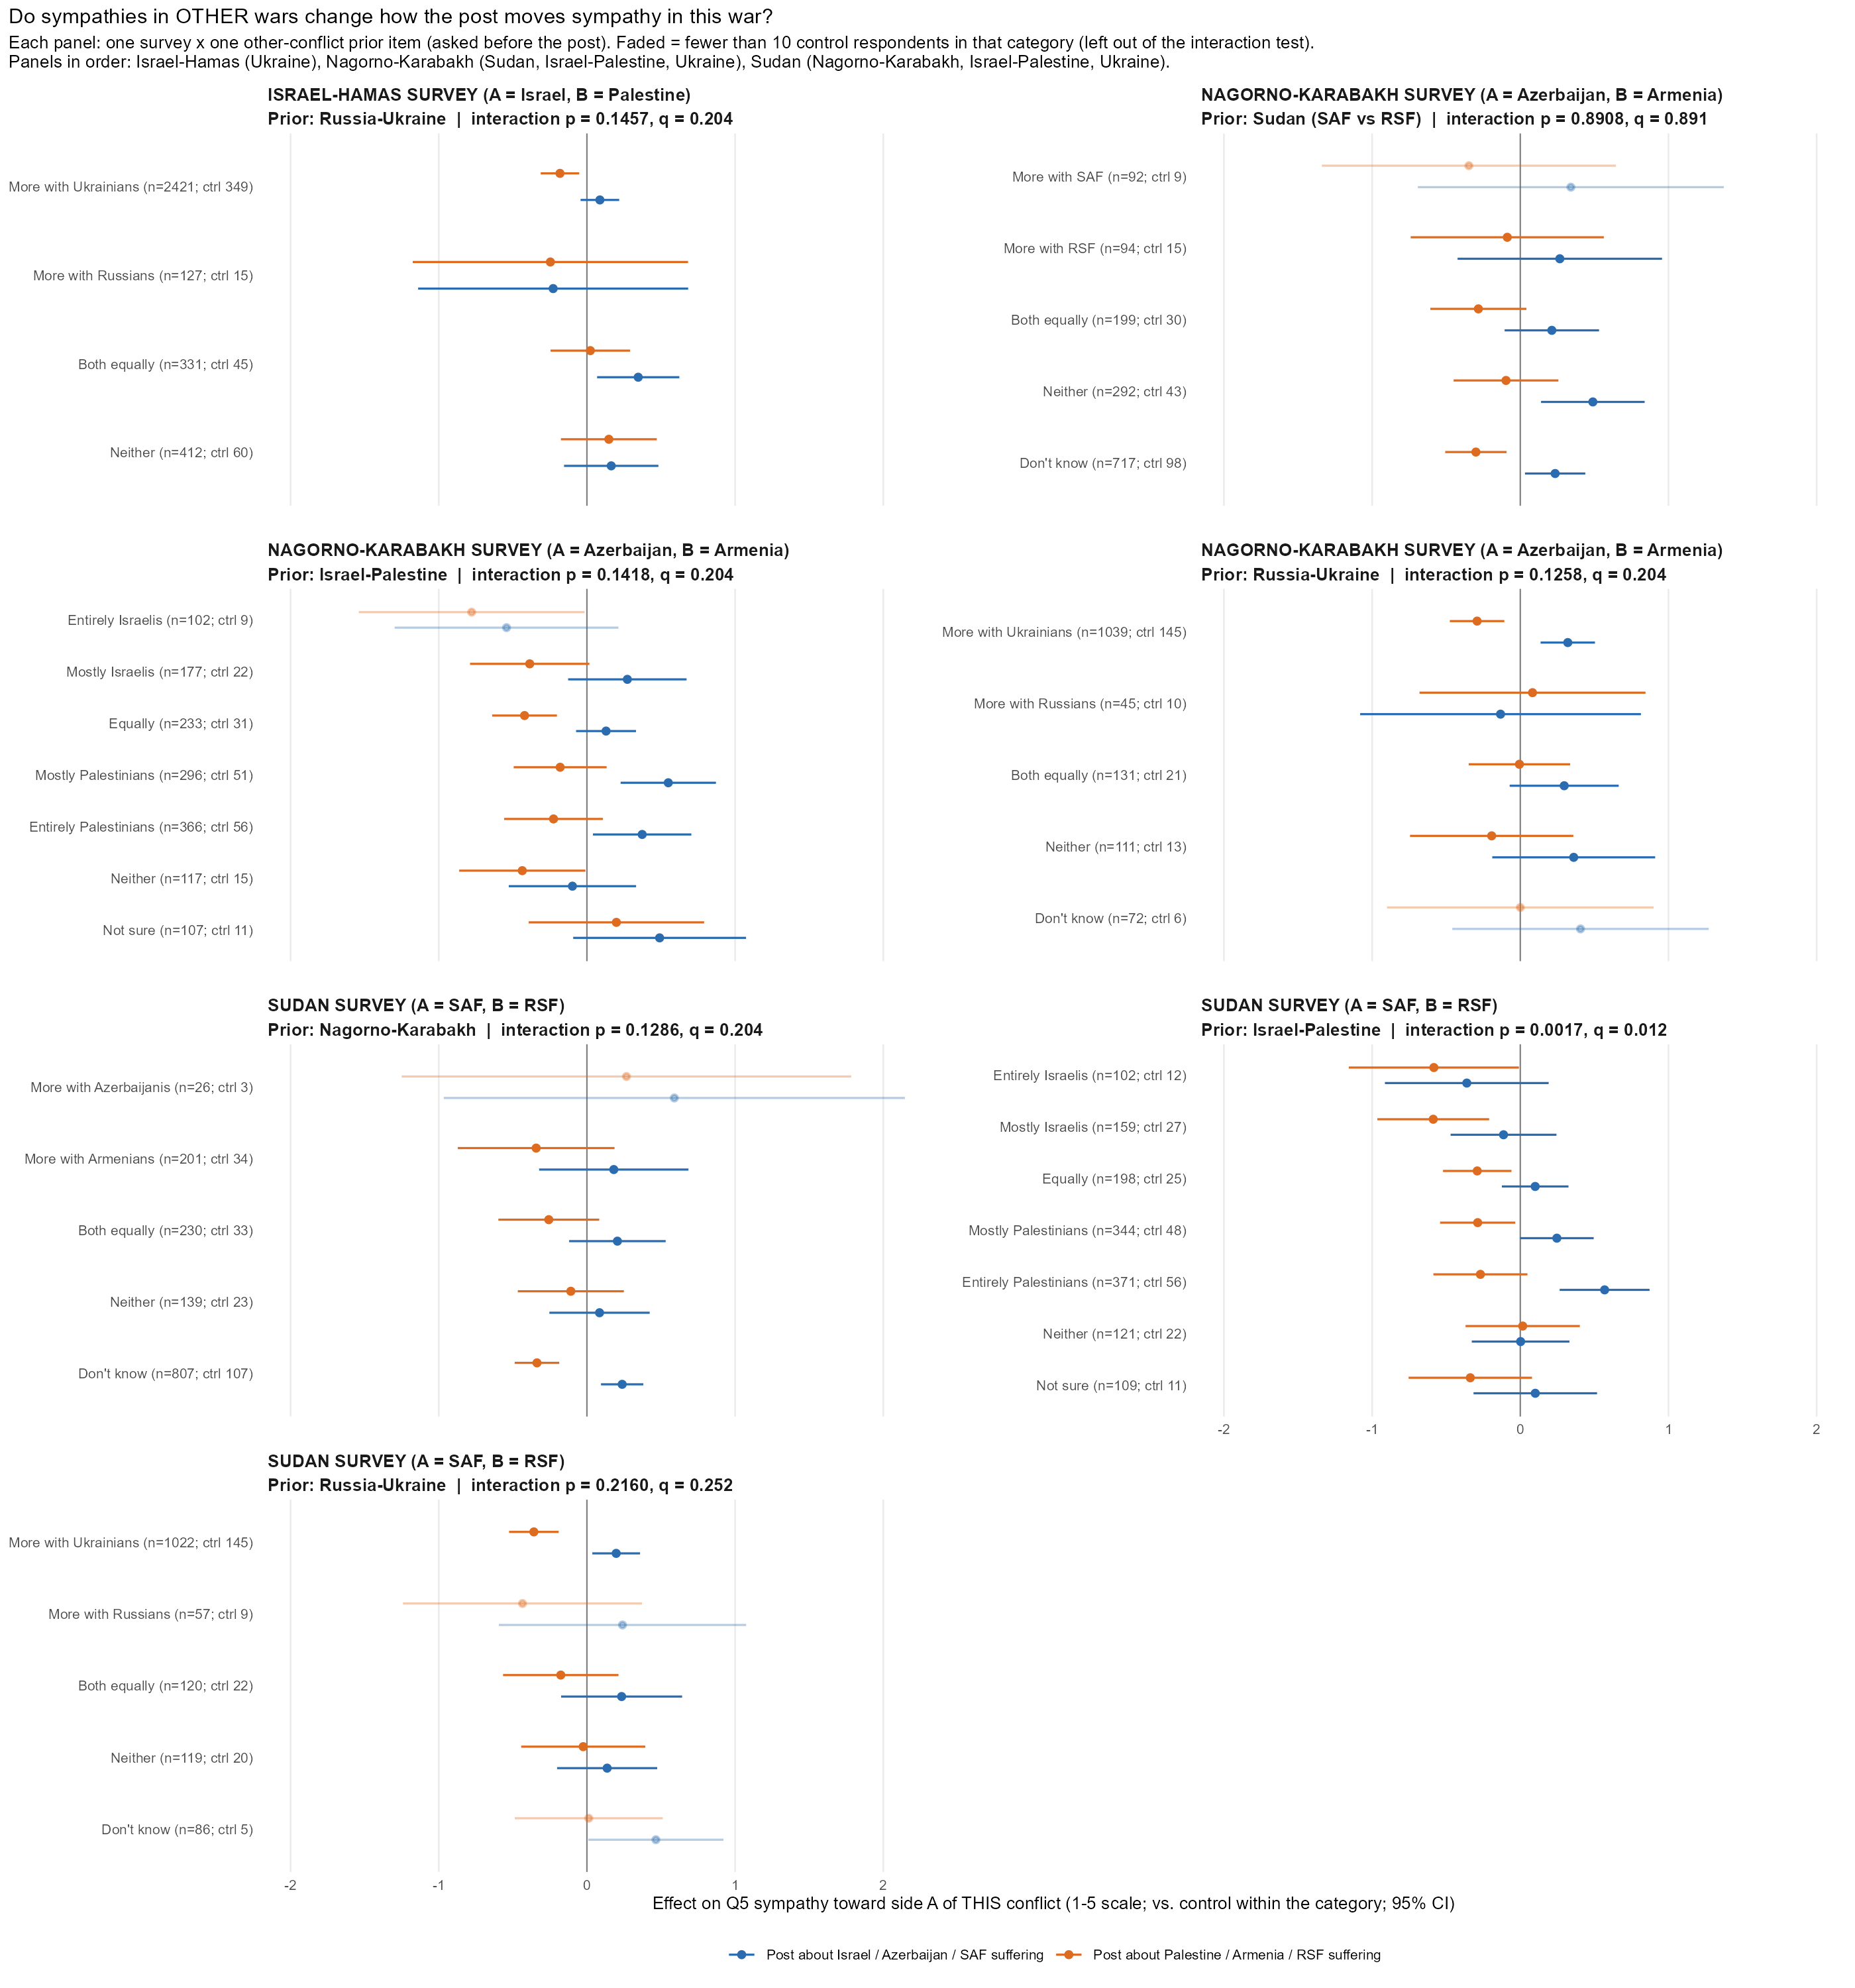 Do sympathies in OTHER wars change how the post moves sympathy in this war?
Each panel: one survey x one other-conflict prior item (asked before the post). Faded = fewer than 10 control respondents in that category (left out of the interaction test).
Panels in order: Israel-Hamas (Ukraine), Nagorno-Karabakh (Sudan, Israel-Palestine, Ukraine), Sudan (Nagorno-Karabakh, Israel-Palestine, Ukraine).
ISRAEL-HAMAS SURVEY (A = Israel, B = Palestine)
Prior: Russia-Ukraine | interaction p = 0.1457, q = 0.204
More with Ukrainians (n=2421; ctrl 349)
More with Russians (n=127; ctrl 15)
Both equally (n=331; ctrl 45)
Neither (n=412; ctrl 60)
NAGORNO-KARABAKH SURVEY (A = Azerbaijan, B = Armenia)
Prior: Sudan (SAF vs RSF) | interaction p = 0.8908, q = 0.891
More with SAF (n=92; ctrl 9)
More with RSF (n=94; ctrl 15)
Both equally (n=199; ctrl 30)
Neither (n=292; ctrl 43)
Don't know (n=717; ctrl 98)
NAGORNO-KARABAKH SURVEY (A = Azerbaijan, B = Armenia)
Prior: Israel-Palestine | interaction p = 0.1418, q = 0.204
Entirely Israelis (n=102; ctrl 9)
Mostly Israelis (n=177; ctrl 22)
Equally (n=233; ctrl 31)
Mostly Palestinians (n=296; ctrl 51)
Entirely Palestinians (n=366; ctrl 56)
Neither (n=117; ctrl 15)
Not sure (n=107; ctrl 11)
NAGORNO-KARABAKH SURVEY (A = Azerbaijan, B = Armenia)
Prior: Russia-Ukraine | interaction p = 0.1258, q = 0.204
More with Ukrainians (n=1039; ctrl 145)
More with Russians (n=45; ctrl 10)
Both equally (n=131; ctrl 21)
Neither (n=111; ctrl 13)
Don't know (n=72; ctrl 6)
SUDAN SURVEY (A = SAF, B = RSF)
Prior: Nagorno-Karabakh | interaction p = 0.1286, q = 0.204
More with Azerbaijanis (n=26; ctrl 3)
More with Armenians (n=201; ctrl 34)
Both equally (n=230; ctrl 33)
Neither (n=139; ctrl 23)
Don't know (n=807; ctrl 107)
SUDAN SURVEY (A = SAF, B = RSF)
Prior: Israel-Palestine | interaction p = 0.0017, q = 0.012
Entirely Israelis (n=102; ctrl 12)
Mostly Israelis (n=159; ctrl 27)
Equally (n=198; ctrl 25)
Mostly Palestinians (n=344; ctrl 48)
Entirely Palestinians (n=371; ctrl 56)
Neither (n=121; ctrl 22)
Not sure (n=109; ctrl 11)
-2 -1 0 1 2
SUDAN SURVEY (A = SAF, B = RSF)
Prior: Russia-Ukraine | interaction p = 0.2160, q = 0.252
More with Ukrainians (n=1022; ctrl 145)
More with Russians (n=57; ctrl 9)
Both equally (n=120; ctrl 22)
Neither (n=119; ctrl 20)
Don't know (n=86; ctrl 5)
-2 -1 0 1 2
Effect on Q5 sympathy toward side A of THIS conflict (1-5 scale; vs. control within the category; 95% CI)
Post about Israel / Azerbaijan / SAF suffering Post about Palestine / Armenia / RSF suffering